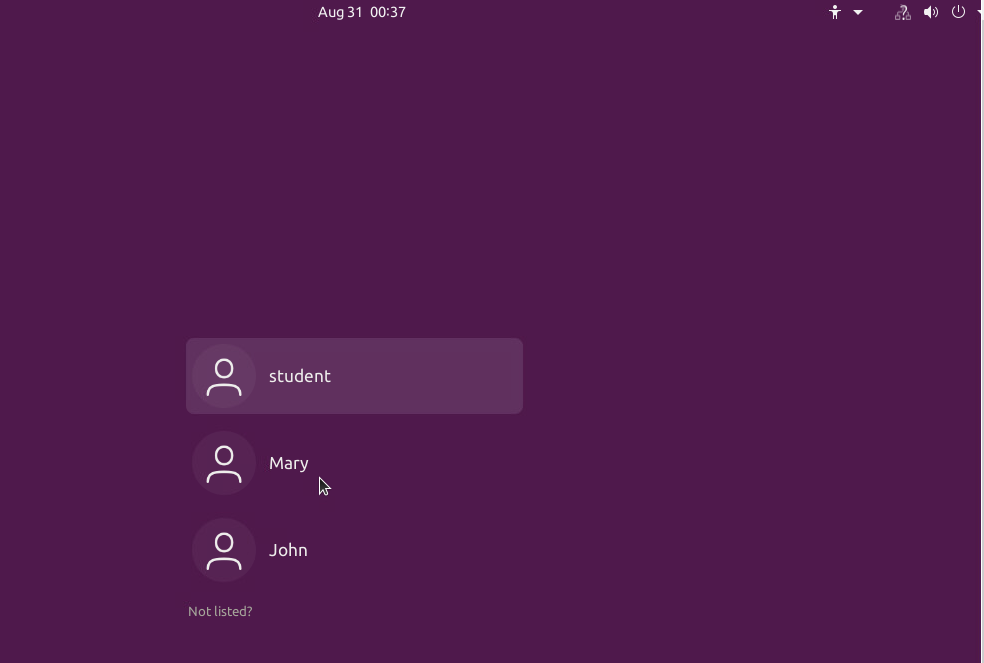 Aug 31 00:37
student
Mary
John
Not listed?